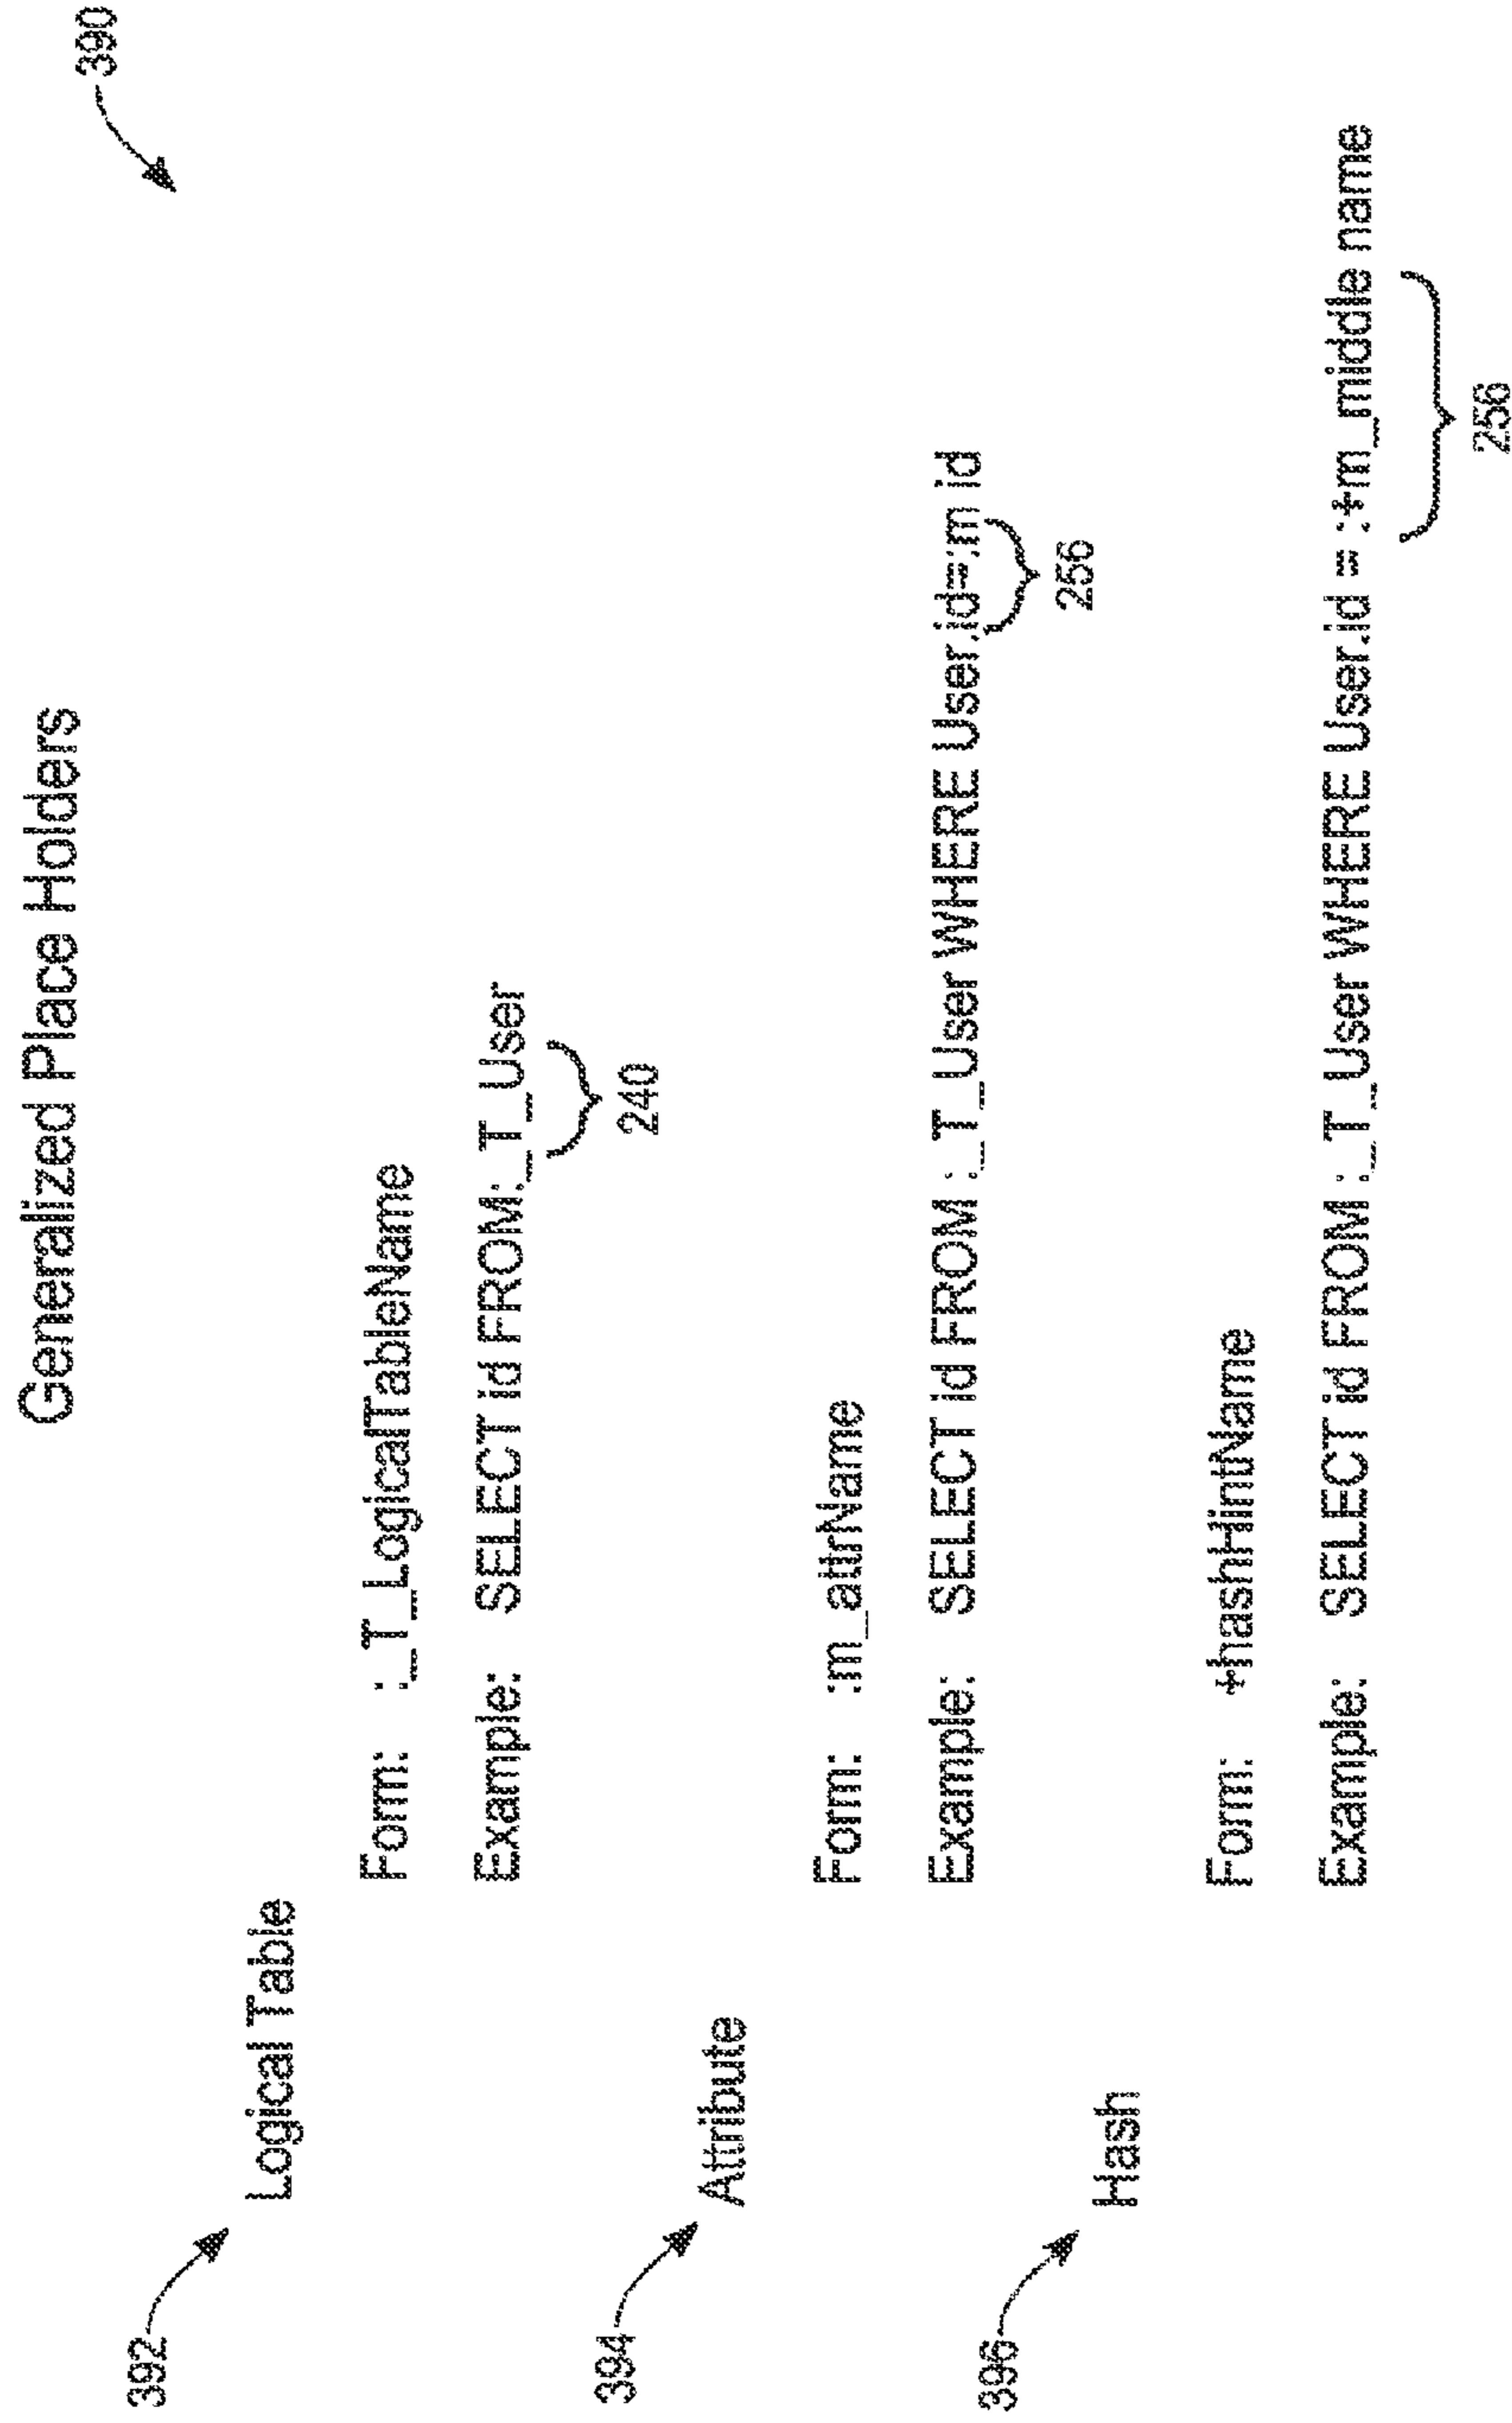 Generalized Place Holders
390
392
Logical Table
Form: :_T_LogicalTableName
Example: SELECT id FROM:_T_User
240
394
Attribute
Form: :m_attrName
Example: SELECT id FROM :_T_User WHERE User.id=:m id
256
396
Hash
Form: +hashHintName
Example: SELECT id FROM :_T_User WHERE User.id = :+m_middle name
256